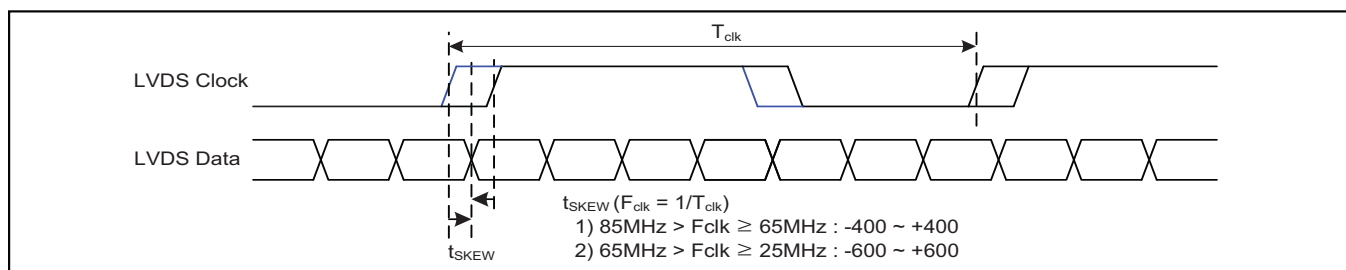 T_clk
LVDS Clock
LVDS Data
t_SKEW (F_clk = 1/T_clk)
1) 85MHz > Fclk ≥ 65MHz : -400 ~ +400
2) 65MHz > Fclk ≥ 25MHz : -600 ~ +600
t_SKEW